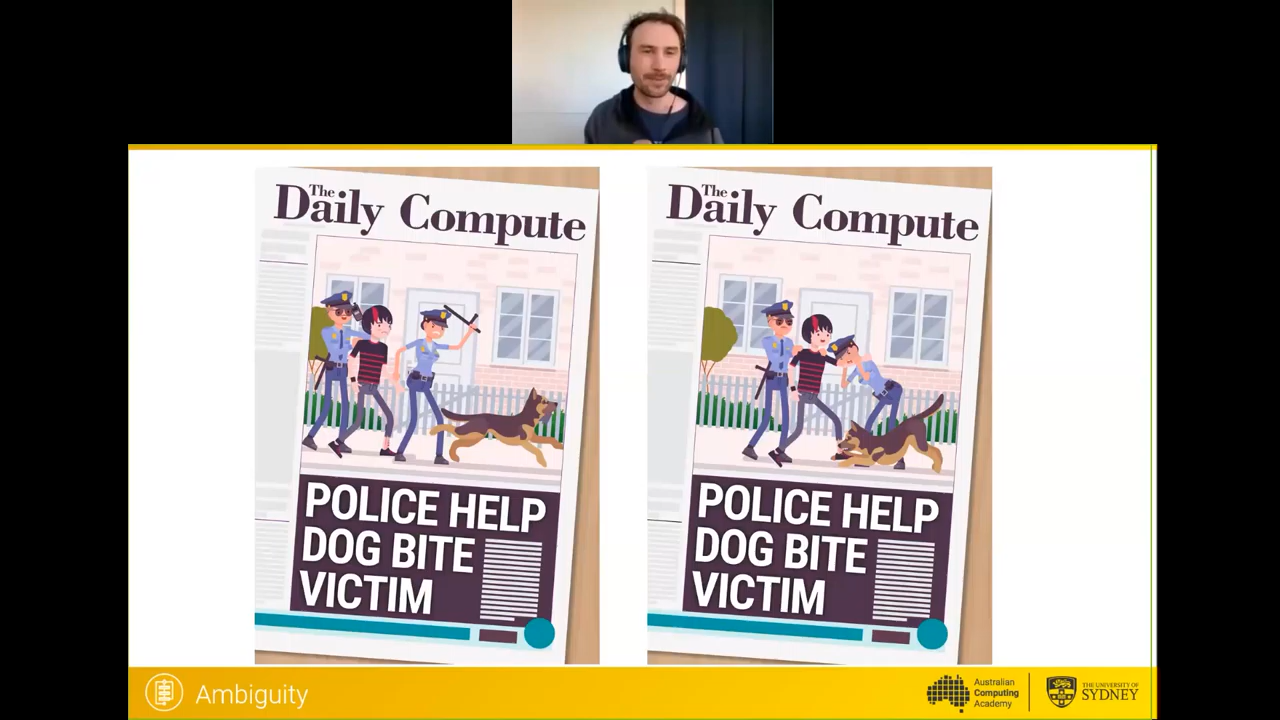 The
Daily Compute
POLICE HELP
DOG BITE
VICTIM
The
Daily Compute
POLICE HELP
DOG BITE
VICTIM
Ambiguity
Australian
Computing
Academy
THE UNIVERSITY OF
SYDNEY